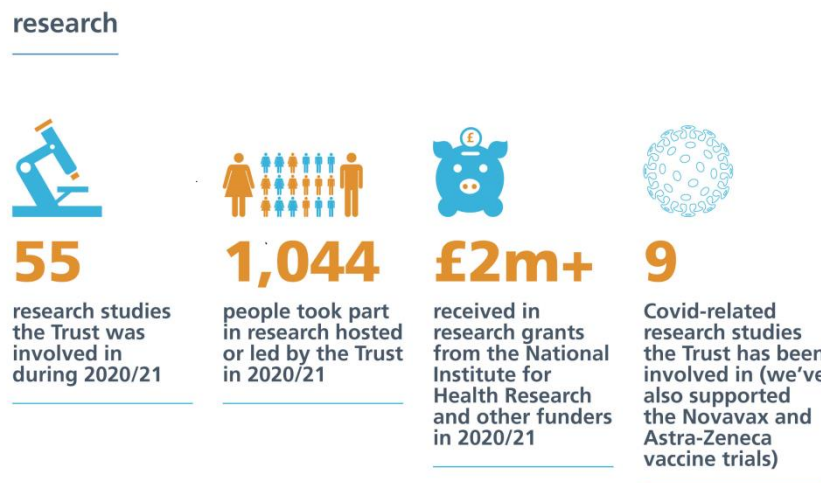 research
£
55
research studies
the Trust was
involved in
during 2020/21
1,044
people took part
in research hosted
or led by the Trust
in 2020/21
£2m+
received in
research grants
from the National
Institute for
Health Research
and other funders
in 2020/21
9
Covid-related
research studies
the Trust has been
involved in (we've
also supported
the Novavax and
Astra-Zeneca
vaccine trials)